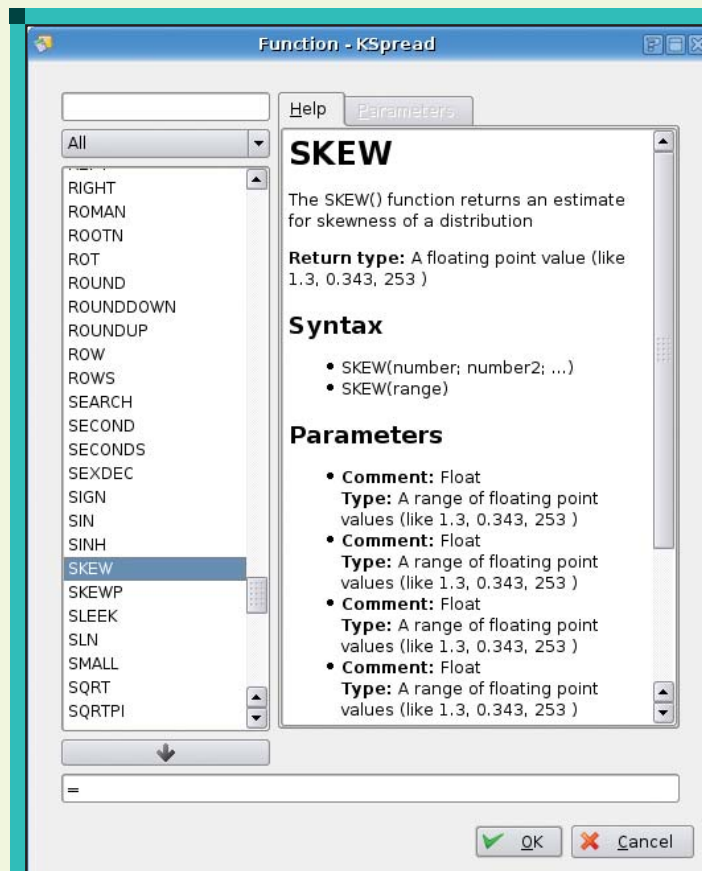 Function - KSpread
Help
Parameters
All
RIGHT
ROMAN
ROOTN
ROT
ROUND
ROUNDDOWN
ROUNDUP
ROW
ROWS
SEARCH
SECOND
SECONDS
SEXDEC
SIGN
SIN
SINH
SKEW
SKEWP
SLEEK
SLN
SMALL
SQRT
SQRTPI
SKEW
The SKEW() function returns an estimate
for skewness of a distribution
Return type: A floating point value (like
1.3, 0.343, 253 )
Syntax
• SKEW(number; number2; ...)
• SKEW(range)
Parameters
• Comment: Float
Type: A range of floating point
values (like 1.3, 0.343, 253 )
• Comment: Float
Type: A range of floating point
values (like 1.3, 0.343, 253 )
• Comment: Float
Type: A range of floating point
values (like 1.3, 0.343, 253 )
• Comment: Float
Type: A range of floating point
values (like 1.3, 0.343, 253 )
=
OK
Cancel